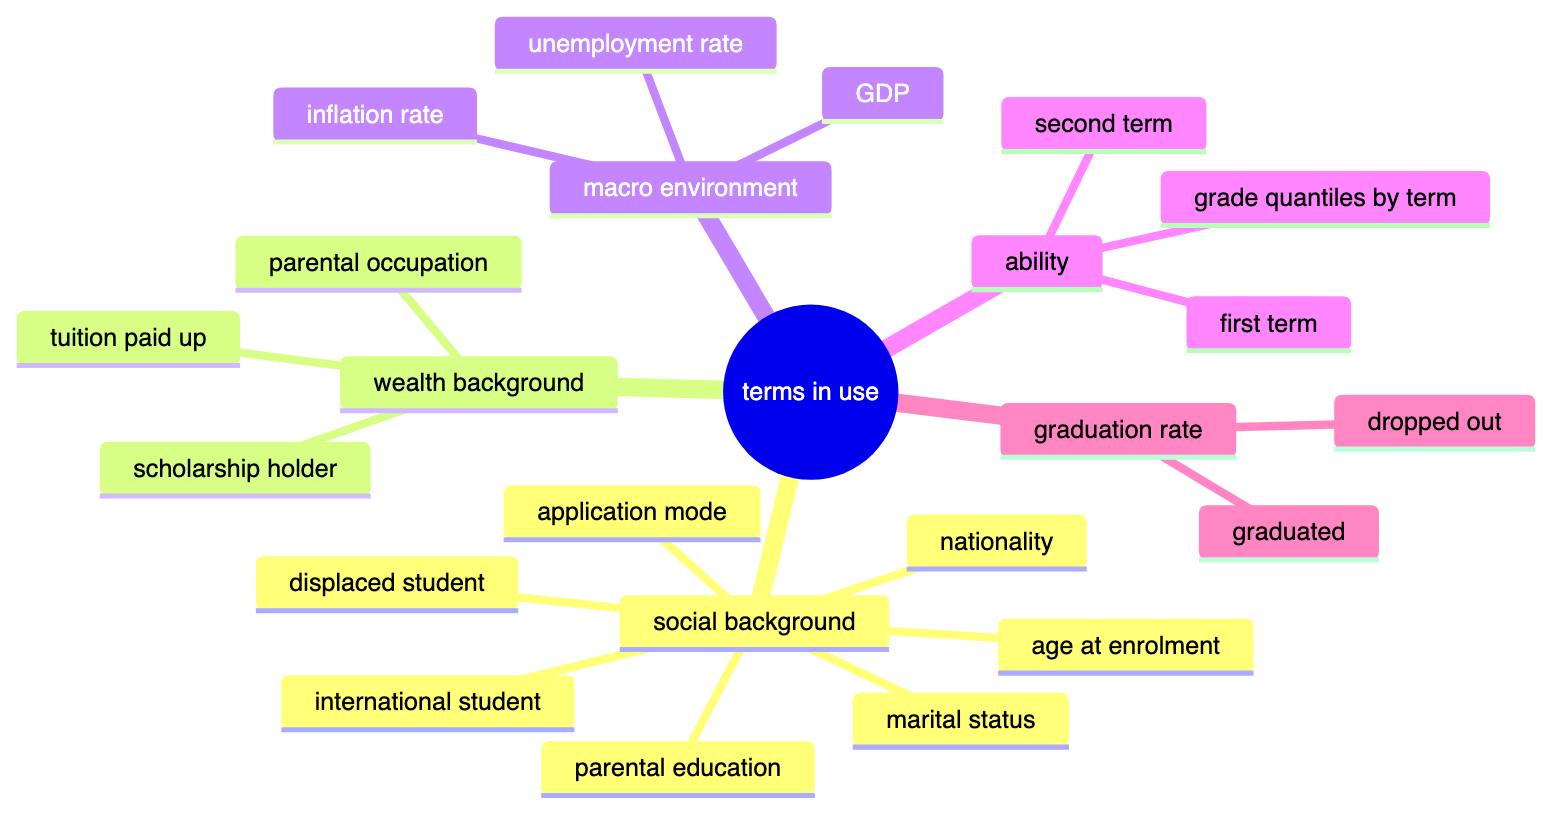 unemployment rate
GDP
inflation rate
second term
macro environment
grade quantiles by term
parental occupation
ability
tuition paid up
first term
wealth background
terms in use
graduation rate
dropped out
scholarship holder
application mode
nationality
graduated
displaced student
social background
age at enrolment
international student
marital status
parental education